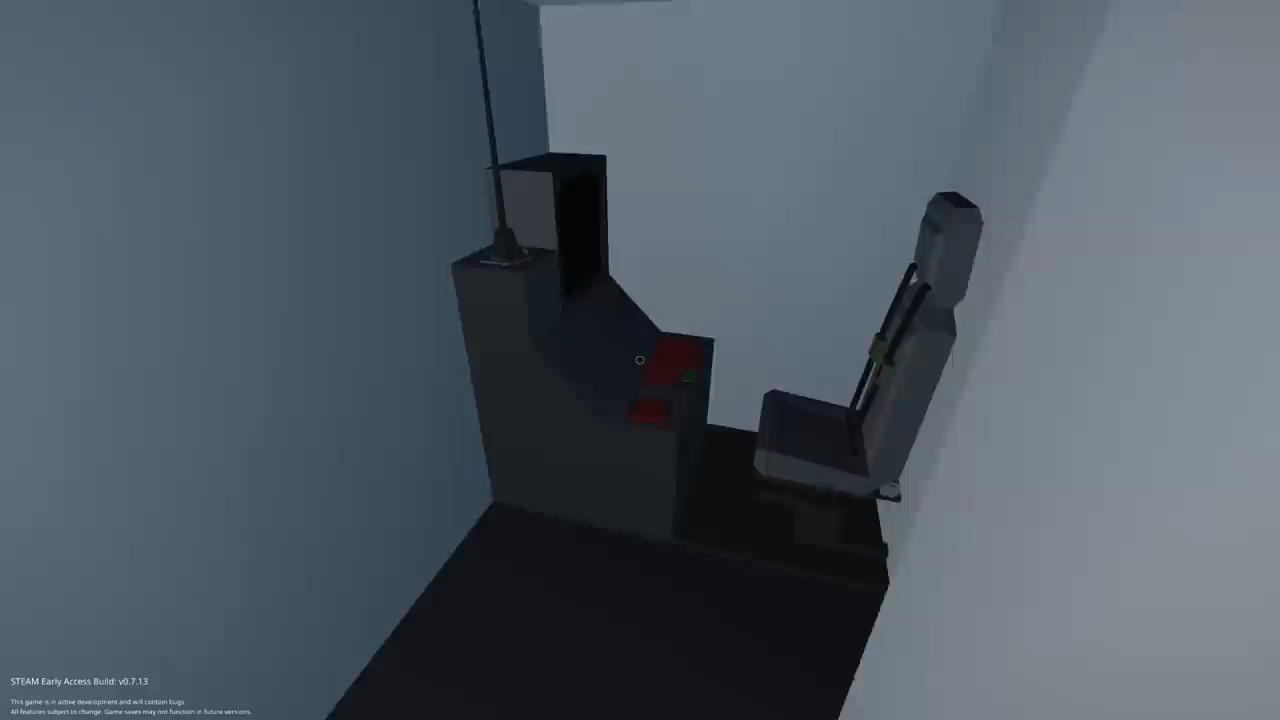 STEAM Early Access Build: v0.7.13
This game is in active development and will contain bugs
All features subject to change. Game saves may not function in future versions.